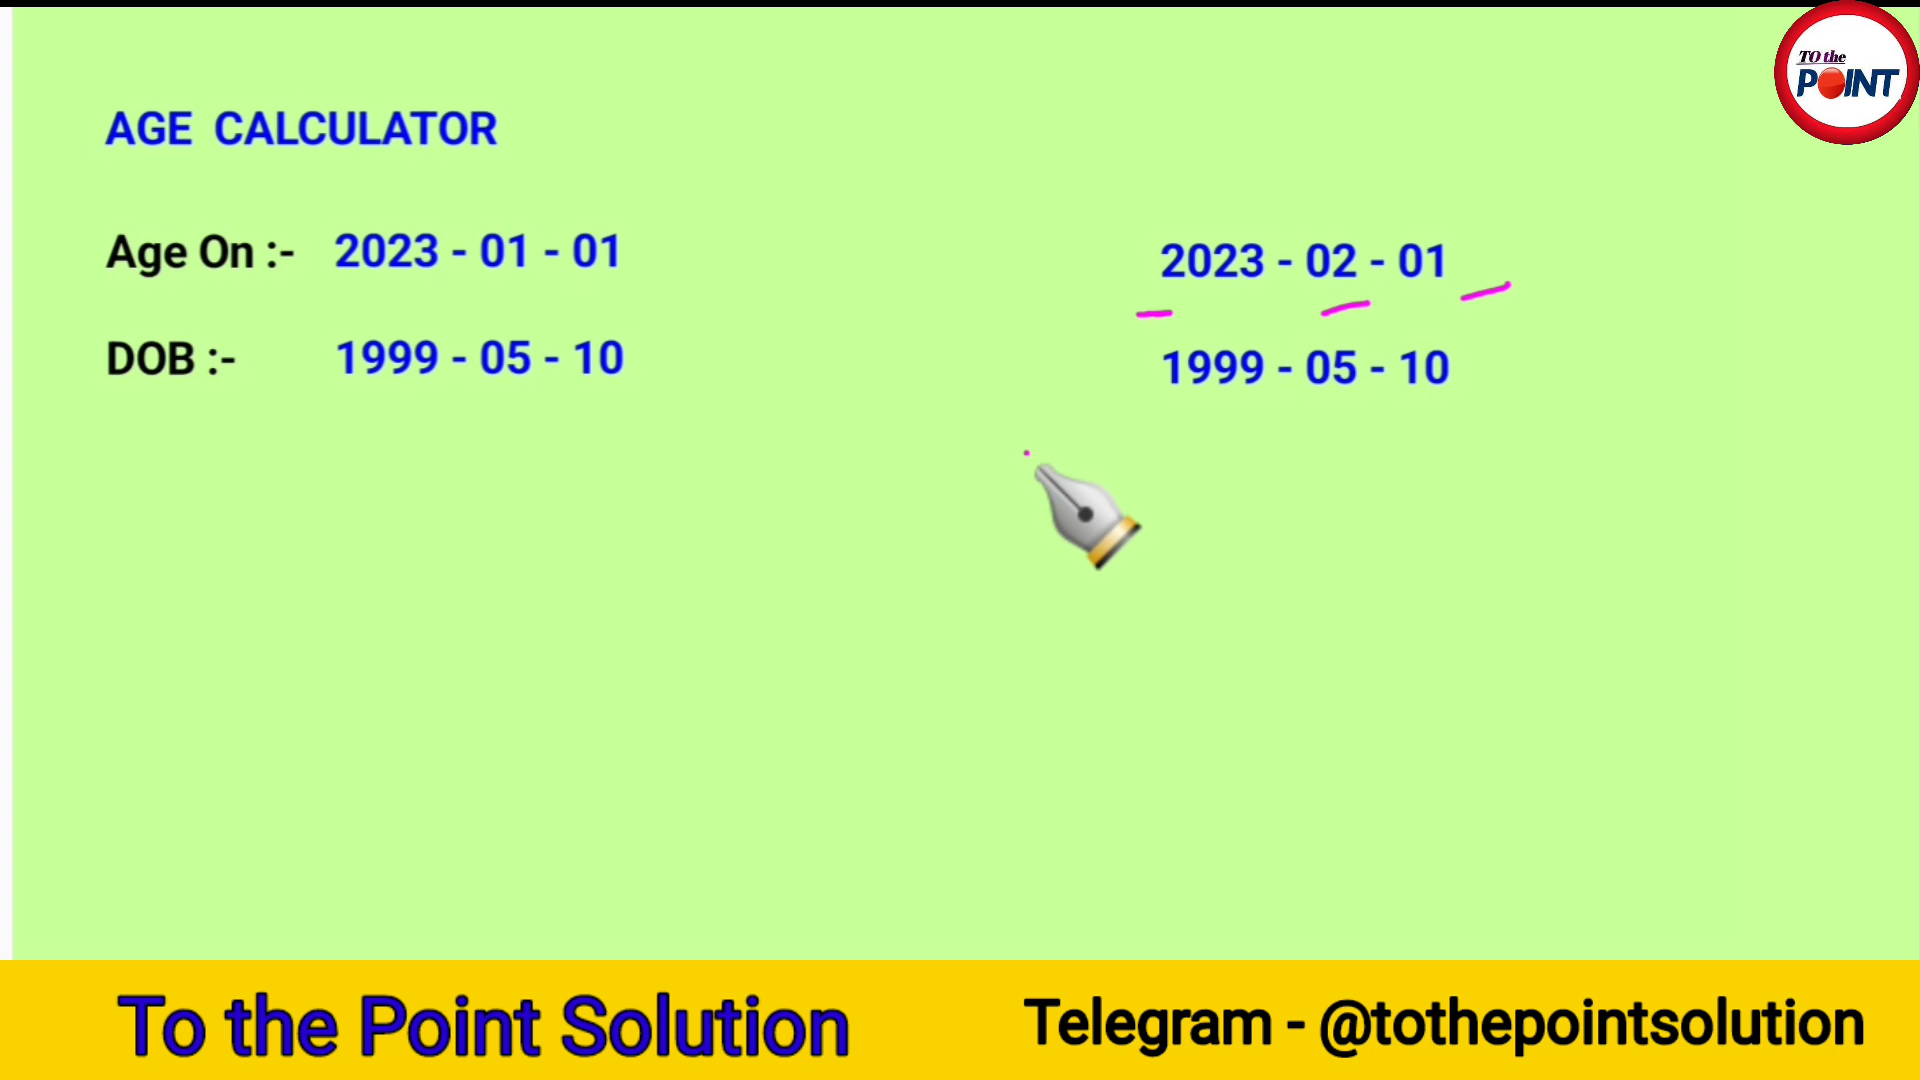 TO the
POINT
AGE CALCULATOR
Age On :- 2023 - 01 - 01
2023 - 02 - 01
DOB :- 1999 - 05 - 10
1999 - 05 - 10
To the Point Solution
Telegram - @tothepointsolution